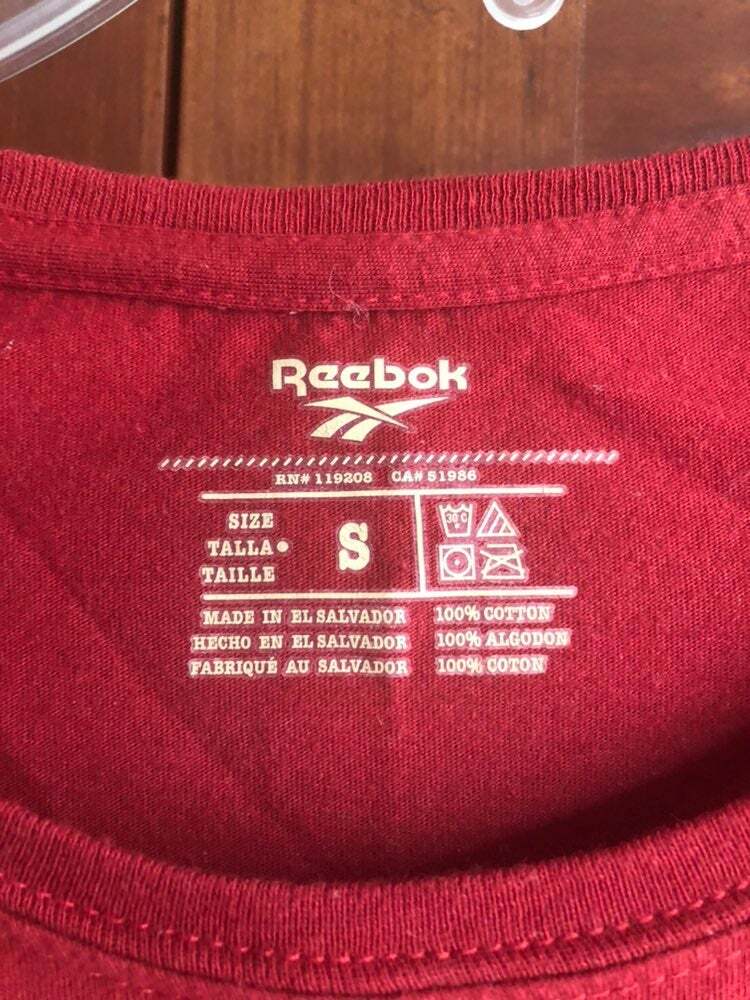 Reebok
RN# 119208 CA# 51986
SIZE
TALLA •
TAILLE
S
30 C
MADE IN EL SALVADOR
HECHO EN EL SALVADOR
FABRIQUÉ AU SALVADOR
100% COTTON
100% ALGODON
100% COTON